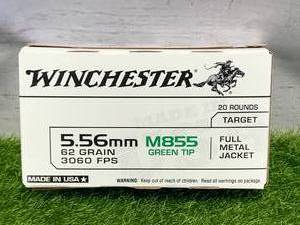 WINCHESTER
20 ROUNDS
TARGET
5.56mm M855
62 GRAIN GREEN TIP
3060 FPS
FULL
METAL
JACKET
MADE IN USA
WARNING: Keep out of reach of children. Read all warnings on package.